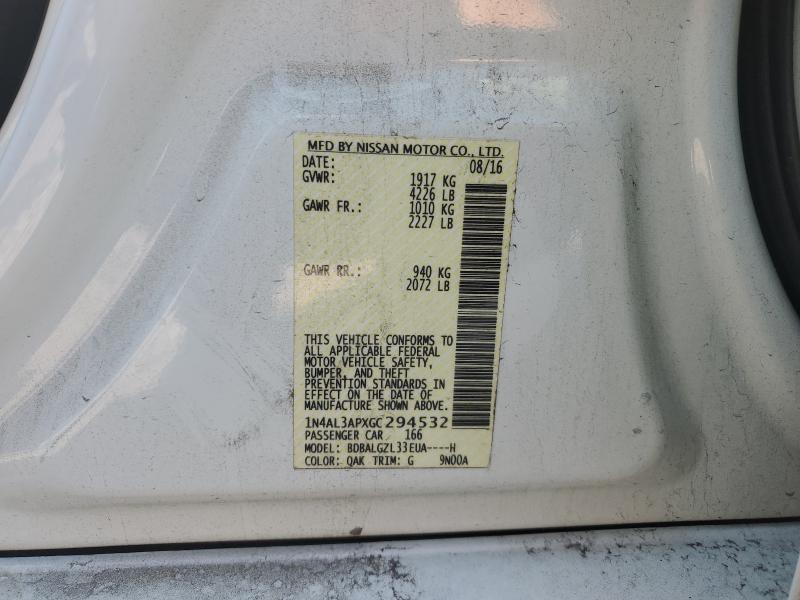 MFD BY NISSAN MOTOR CO., LTD.
DATE: 08/16
GVWR: 1917 KG
4226 LB
GAWR FR.: 1010 KG
2227 LB
GAWR RR.: 940 KG
2072 LB
THIS VEHICLE CONFORMS TO
ALL APPLICABLE FEDERAL
MOTOR VEHICLE SAFETY,
BUMPER, AND THEFT
PREVENTION STANDARDS IN
EFFECT ON THE DATE OF
MANUFACTURE SHOWN ABOVE.
1N4AL3APXGC294532
PASSENGER CAR 166
MODEL: BDBALGZL33EUA----H
COLOR: QAK TRIM: G 9N00A